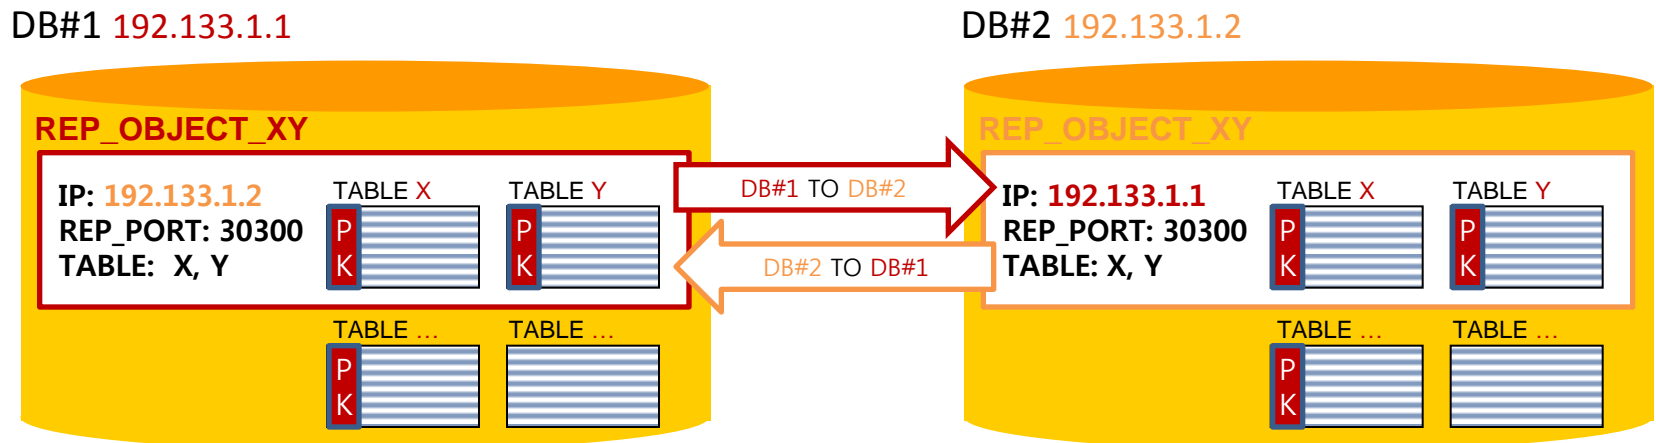 DB#1 192.133.1.1
REP_OBJECT_XY
IP: 192.133.1.2
REP_PORT: 30300
TABLE: X, Y
TABLE X
P
K
TABLE Y
P
K
TABLE ...
P
K
TABLE ...
DB#1 TO DB#2
DB#2 TO DB#1
DB#2 192.133.1.2
REP_OBJECT_XY
IP: 192.133.1.1
REP_PORT: 30300
TABLE: X, Y
TABLE X
P
K
TABLE Y
P
K
TABLE ...
P
K
TABLE ...